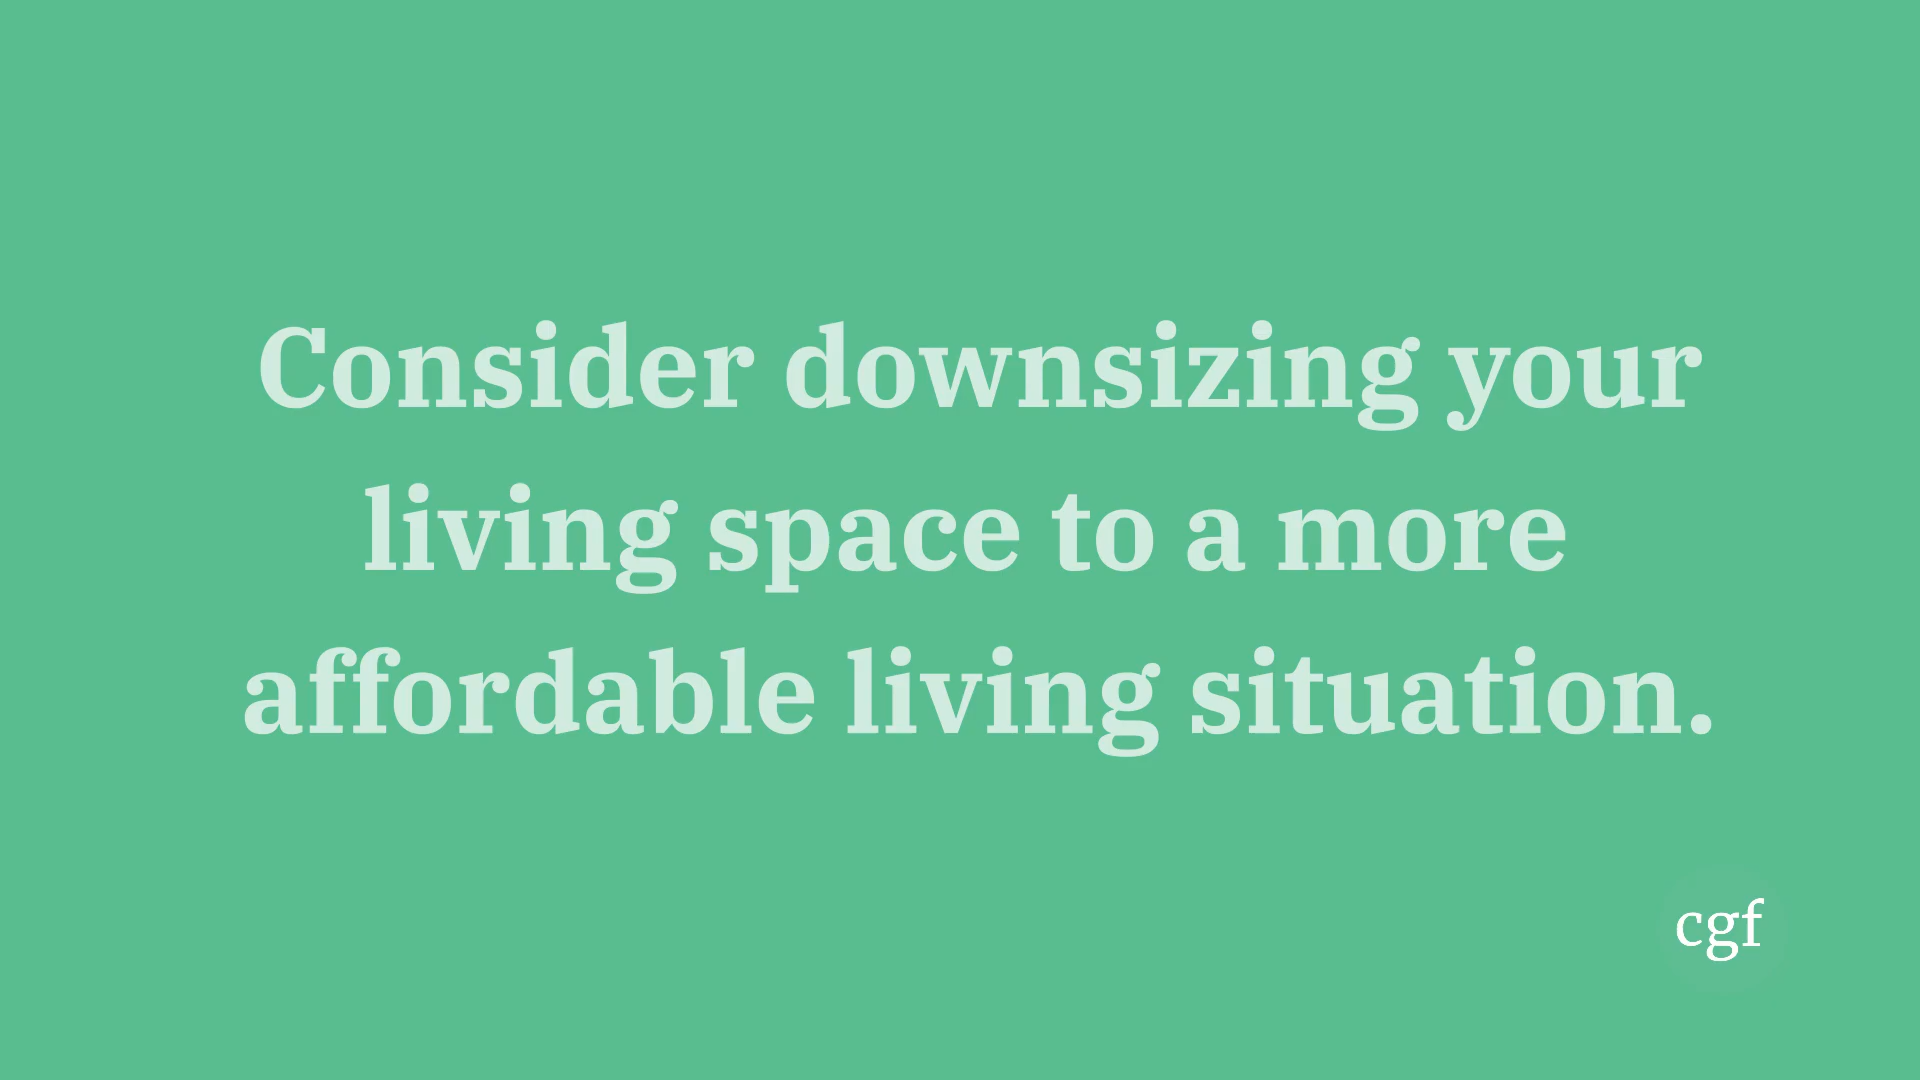 Consider downsizing your
living space to a more
affordable living situation.
cgf